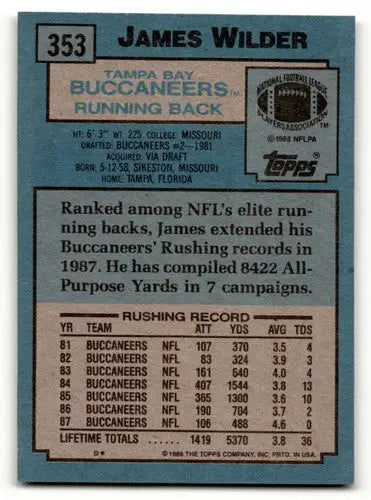 353
JAMES WILDER
TAMPA BAY
BUCCANEERS™
RUNNING BACK
NATIONAL FOOTBALL LEAGUE
PLAYERS ASSOCIATION
© 1988 NFLPA
topps®
HT: 6' 3" WT: 225 COLLEGE: MISSOURI
DRAFTED: BUCCANEERS #2—1981
ACQUIRED: VIA DRAFT
BORN: 5-12-58, SIKESTON, MISSOURI
HOME: TAMPA, FLORIDA
Ranked among NFL's elite run-
ning backs, James extended his
Buccaneers' Rushing records in
1987. He has compiled 8422 All-
Purpose Yards in 7 campaigns.
RUSHING RECORD
YR TEAM ATT YDS AVG TDS
81 BUCCANEERS NFL 107 370 3.5 4
82 BUCCANEERS NFL 83 324 3.9 3
83 BUCCANEERS NFL 161 640 4.0 4
84 BUCCANEERS NFL 407 1544 3.8 13
85 BUCCANEERS NFL 365 1300 3.6 10
86 BUCCANEERS NFL 190 704 3.7 2
87 BUCCANEERS NFL 106 488 4.6 0
LIFETIME TOTALS 1419 5370 3.8 36
D* © 1988 THE TOPPS COMPANY, INC. PRTD. IN U.S.A.